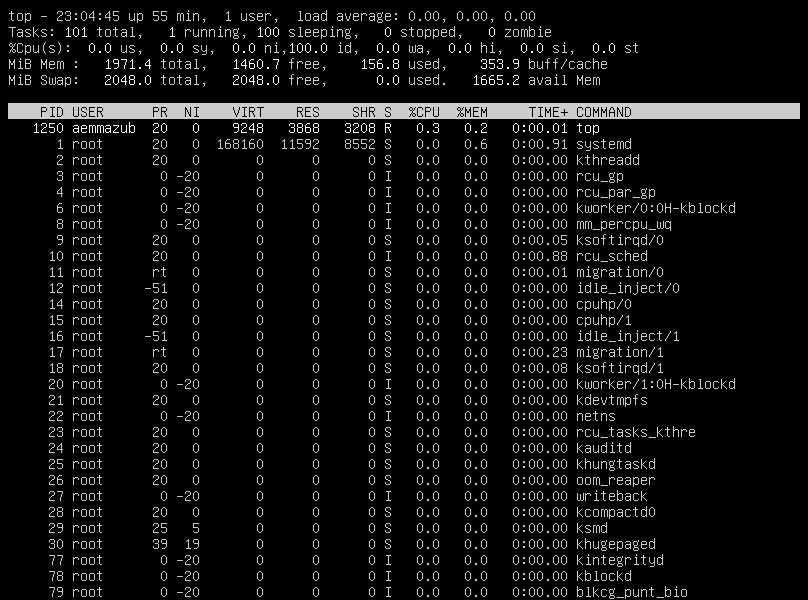 top - 23:04:45 up 55 min,  1 user,  load average: 0.00, 0.00, 0.00
Tasks: 101 total,   1 running, 100 sleeping,   0 stopped,   0 zombie
%Cpu(s):  0.0 us,  0.0 sy,  0.0 ni,100.0 id,  0.0 wa,  0.0 hi,  0.0 si,  0.0 st
MiB Mem :   1971.4 total,   1460.7 free,    156.8 used,    353.9 buff/cache
MiB Swap:   2048.0 total,   2048.0 free,      0.0 used.   1665.2 avail Mem
PID USER      PR  NI    VIRT    RES    SHR S  %CPU  %MEM     TIME+ COMMAND
1250 aemmazub  20   0    9248   3868   3208 R   0.3   0.2   0:00.01 top
1 root      20   0  168160  11592   8552 S   0.0   0.6   0:00.91 systemd
2 root      20   0       0      0      0 S   0.0   0.0   0:00.00 kthreadd
3 root       0 -20       0      0      0 I   0.0   0.0   0:00.00 rcu_gp
4 root       0 -20       0      0      0 I   0.0   0.0   0:00.00 rcu_par_gp
6 root       0 -20       0      0      0 I   0.0   0.0   0:00.00 kworker/0:0H-kblockd
8 root       0 -20       0      0      0 I   0.0   0.0   0:00.00 mm_percpu_wq
9 root      20   0       0      0      0 S   0.0   0.0   0:00.05 ksoftirqd/0
10 root      20   0       0      0      0 I   0.0   0.0   0:00.88 rcu_sched
11 root      rt   0       0      0      0 S   0.0   0.0   0:00.01 migration/0
12 root     -51   0       0      0      0 S   0.0   0.0   0:00.00 idle_inject/0
14 root      20   0       0      0      0 S   0.0   0.0   0:00.00 cpuhp/0
15 root      20   0       0      0      0 S   0.0   0.0   0:00.00 cpuhp/1
16 root     -51   0       0      0      0 S   0.0   0.0   0:00.00 idle_inject/1
17 root      rt   0       0      0      0 S   0.0   0.0   0:00.23 migration/1
18 root      20   0       0      0      0 S   0.0   0.0   0:00.08 ksoftirqd/1
20 root       0 -20       0      0      0 I   0.0   0.0   0:00.00 kworker/1:0H-kblockd
21 root      20   0       0      0      0 S   0.0   0.0   0:00.00 kdevtmpfs
22 root       0 -20       0      0      0 I   0.0   0.0   0:00.00 netns
23 root      20   0       0      0      0 S   0.0   0.0   0:00.00 rcu_tasks_kthre
24 root      20   0       0      0      0 S   0.0   0.0   0:00.00 kauditd
25 root      20   0       0      0      0 S   0.0   0.0   0:00.00 khungtaskd
26 root      20   0       0      0      0 S   0.0   0.0   0:00.00 oom_reaper
27 root       0 -20       0      0      0 I   0.0   0.0   0:00.00 writeback
28 root      20   0       0      0      0 S   0.0   0.0   0:00.00 kcompactd0
29 root      25   5       0      0      0 S   0.0   0.0   0:00.00 ksmd
30 root      39  19       0      0      0 S   0.0   0.0   0:00.00 khugepaged
77 root       0 -20       0      0      0 I   0.0   0.0   0:00.00 kintegrityd
78 root       0 -20       0      0      0 I   0.0   0.0   0:00.00 kblockd
79 root       0 -20       0      0      0 I   0.0   0.0   0:00.00 blkcg_punt_bio